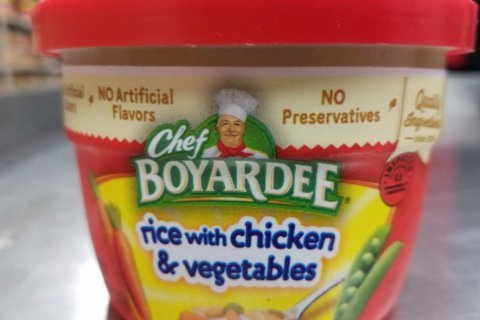 NO Artificial
Flavors
NO
Preservatives
Chef
BOYARDEE
rice with chicken
& vegetables